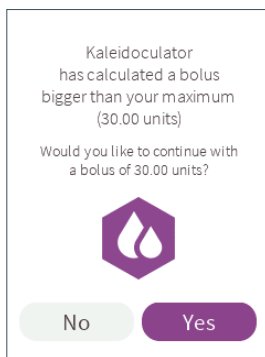 Kaleidoculator
has calculated a bolus
bigger than your maximum
(30.00 units)
Would you like to continue with
a bolus of 30.00 units?
No Yes